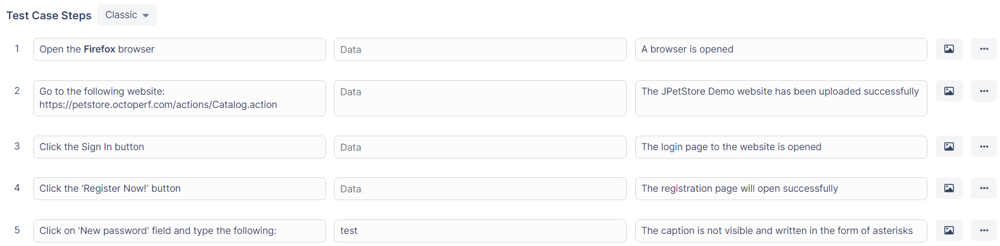 Test Case Steps Classic
1 Open the Firefox browser Data A browser is opened
2 Go to the following website: Data The JPetStore Demo website has been uploaded successfully
https://petstore.octoperf.com/actions/Catalog.action
3 Click the Sign In button Data The login page to the website is opened
4 Click the 'Register Now!' button Data The registration page will open successfully
5 Click on 'New password' field and type the following: test The caption is not visible and written in the form of asterisks